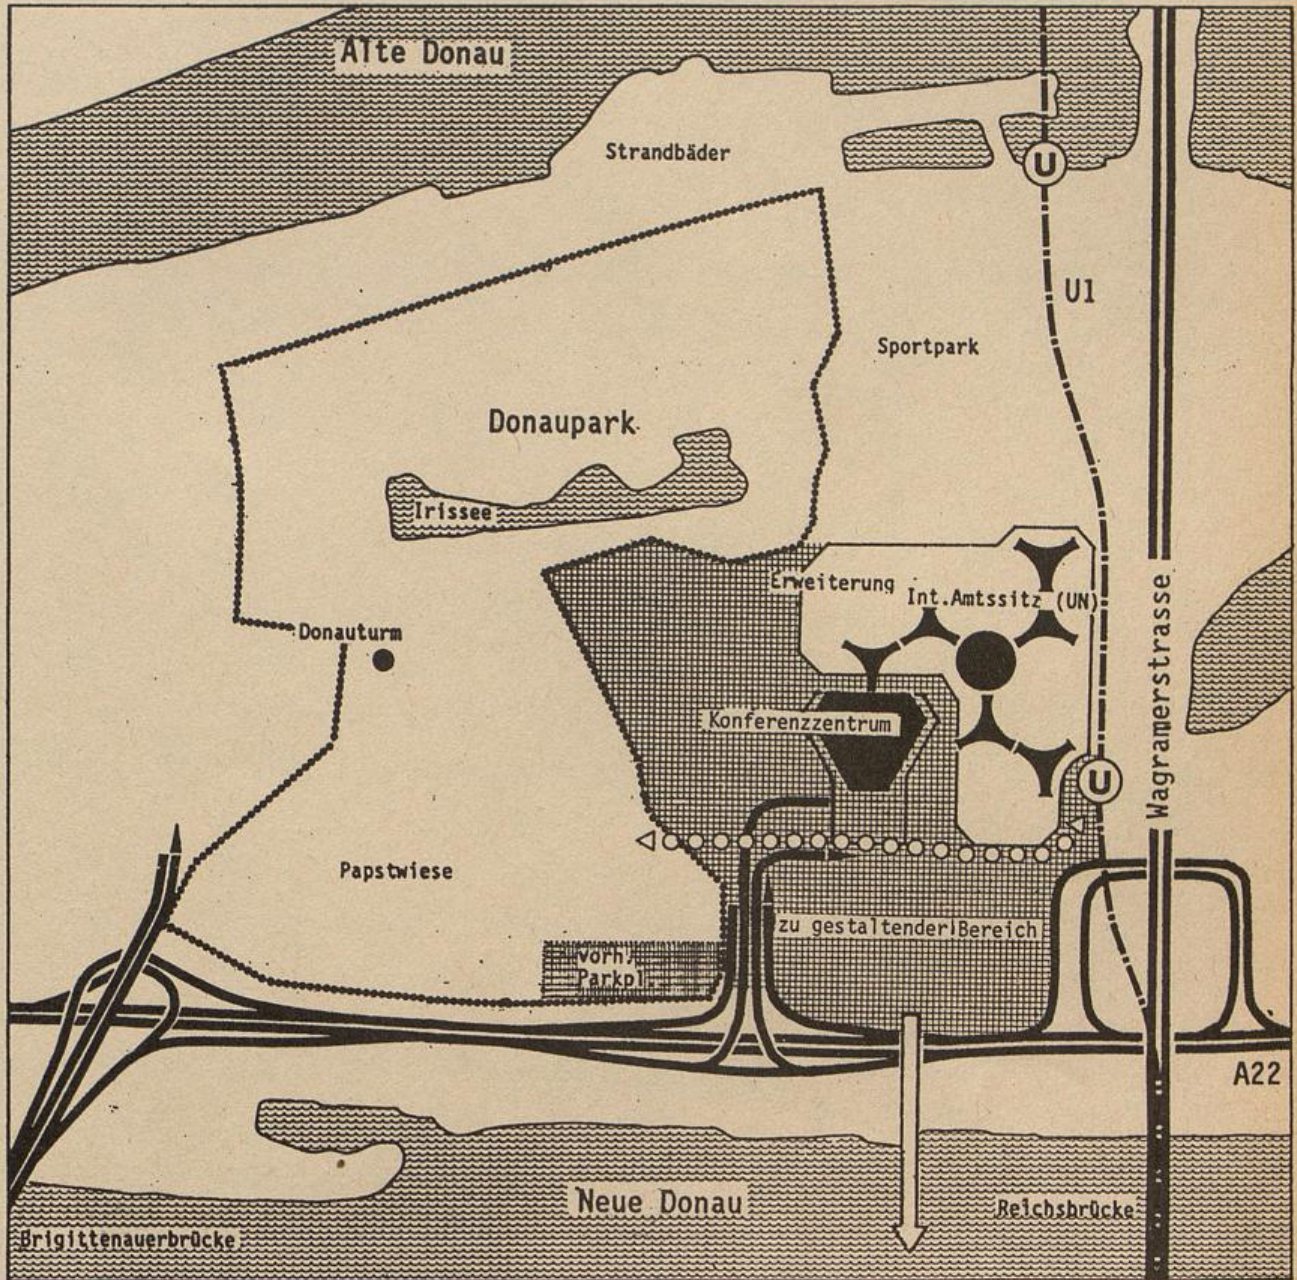 Alte Donau
Strandbäder
U
U1
Sportpark
Donaupark
Irissee
Erweiterung
Int.Amtssitz (UN)
Donauturm
Konferenzzentrum
Wagramerstrasse
U
Papstwiese
zu gestaltender Bereich
vorh.
Parkpl.
A22
Neue Donau
Reichsbrücke
Brigittenauerbrücke